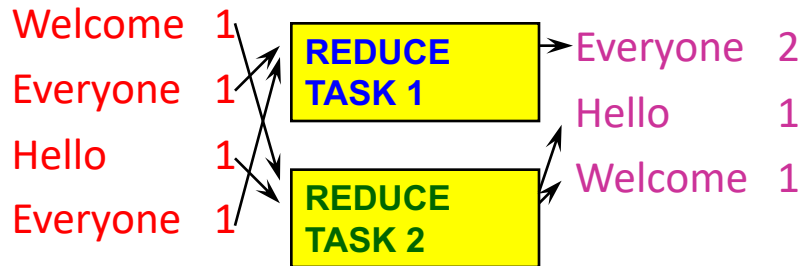 Welcome 1
Everyone 1
Hello 1
Everyone 1
REDUCE
TASK 1
REDUCE
TASK 2
Everyone 2
Hello 1
Welcome 1